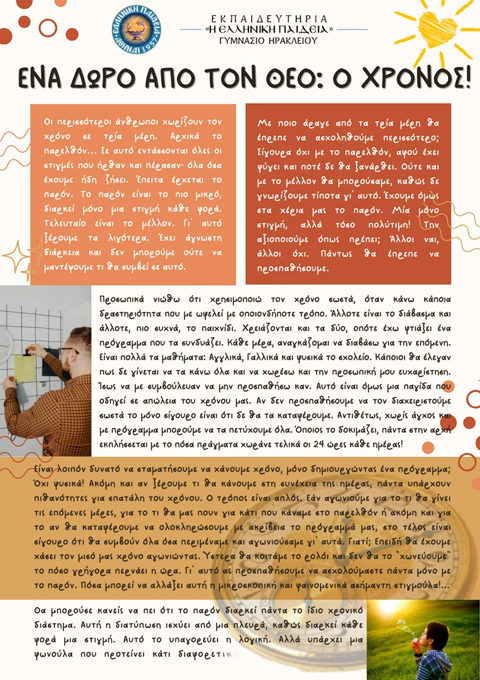 ΕΛΛΗΝΙΚΗ ΠΑΙΔΕΙΑ
ΕΚΠΑΙΔΕΥΤΗΡΙΑ
«Η ΕΛΛΗΝΙΚΗ ΠΑΙΔΕΙΑ»
ΓΥΜΝΑΣΙΟ ΗΡΑΚΛΕΙΟΥ
ΕΝΑ ΔΩΡΟ ΑΠΟ ΤΟΝ ΘΕΟ: Ο ΧΡΟΝΟΣ!
Οι περισσότεροι άνθρωποι χωρίζουν τον
χρόνο σε τρία μέρη. Αρχικά το
παρελθόν... Σε αυτό εντάσσονται όλες οι
στιγμές που ήρθαν και πέρασαν· όλα όσα
έχουμε ήδη ζήσει. Έπειτα έρχεται το
παρόν. Το παρόν είναι το πιο μικρό,
διαρκεί μόνο μια στιγμή κάθε φορά.
Τελευταίο είναι το μέλλον. Γι' αυτό
ξέρουμε τα λιγότερα. Έχει άγνωστη
διάρκεια και δεν μπορούμε ούτε να
μαντέψουμε τι θα συμβεί σε αυτό.
Με ποιο άραγε από τα τρία μέρη θα
έπρεπε να ασχοληθούμε περισσότερο;
Σίγουρα όχι με το παρελθόν, αφού έχει
φύγει και ποτέ δε θα ξανάρθει. Ούτε και
με το μέλλον θα μπορούσαμε, καθώς δε
γνωρίζουμε τίποτα γι' αυτό. Έχουμε όμως
στα χέρια μας το παρόν. Μία μόνο
στιγμή, αλλά τόσο πολύτιμη! Την
αξιοποιούμε όπως πρέπει; Άλλοι ναι,
άλλοι όχι. Πάντως θα έπρεπε να
προσπαθήσουμε.
Προσωπικά νιώθω ότι χρησιμοποιώ τον χρόνο σωστά, όταν κάνω κάποια
δραστηριότητα που με ωφελεί με οποιονδήποτε τρόπο. Άλλοτε είναι το διάβασμα και
άλλοτε, πιο συχνά, το παιχνίδι. Χρειάζονται και τα δύο, οπότε έχω φτιάξει ένα
πρόγραμμα που τα συνδυάζει. Κάθε μέρα, αναγκάζομαι να διαβάσω για την επόμενη.
Είναι πολλά τα μαθήματα: Αγγλικά, Γαλλικά και φυσικά το σχολείο. Κάποιοι θα έλεγαν
πως δε γίνεται να τα κάνω όλα και να χωρέσω και την προσωπική μου ευχαρίστηση.
Ίσως να με συμβούλευαν να μην προσπαθήσω καν. Αυτό είναι όμως μια παγίδα που
οδηγεί σε απώλεια του χρόνου μας. Αν δεν προσπαθήσουμε να τον διαχειριστούμε
σωστά το μόνο σίγουρο είναι ότι δε θα τα καταφέρουμε. Αντιθέτως, χωρίς άγχος και
με πρόγραμμα μπορούμε να τα πετύχουμε όλα. Όποιος το δοκιμάζει, πάντα στην αρχή
εκπλήσσεται με το πόσα πράγματα χωράνε τελικά οι 24 ώρες κάθε ημέρας!
Είναι λοιπόν δυνατό να σταματήσουμε να χάνουμε χρόνο, μόνο δημιουργώντας ένα πρόγραμμα;
Όχι φυσικά! Ακόμη και αν ξέρουμε τι θα κάνουμε στη συνέχεια της ημέρας, πάντα υπάρχουν
πιθανότητες για σπατάλη του χρόνου. Ο τρόπος είναι απλός. Εάν αγωνιούμε για το τι θα γίνει
τις επόμενες μέρες, για το τι θα μας πουν για κάτι που κάναμε στο παρελθόν ή ακόμη και για
το αν θα καταφέρουμε να ολοκληρώσουμε με ακρίβεια το πρόγραμμά μας, στο τέλος είναι
σίγουρο ότι θα συμβούν όλα όσα περιμέναμε και αγωνιούσαμε γι' αυτά. Γιατί; Επειδή θα έχουμε
χάσει τον μισό μας χρόνο αγωνιώντας. Ύστερα θα κοιτάμε το ρολόι και δεν θα το "χωνεύουμε"
το πόσο γρήγορα περνάει η ώρα. Γι' αυτό ας προσπαθήσουμε να ασχολούμαστε πάντα μόνο με
το παρόν. Πόσα μπορεί να αλλάξει αυτή η μικροσκοπική και φαινομενικά ασήμαντη στιγμούλα!...
Θα μπορούσε κανείς να πει ότι το παρόν διαρκεί πάντα το ίδιο χρονικό
διάστημα. Αυτή η διατύπωση ισχύει από μια πλευρά, καθώς διαρκεί κάθε
φορά μια στιγμή. Αυτό το υπαγορεύει η λογική. Αλλά υπάρχει μια
φωνούλα που προτείνει κάτι διαφορετικ